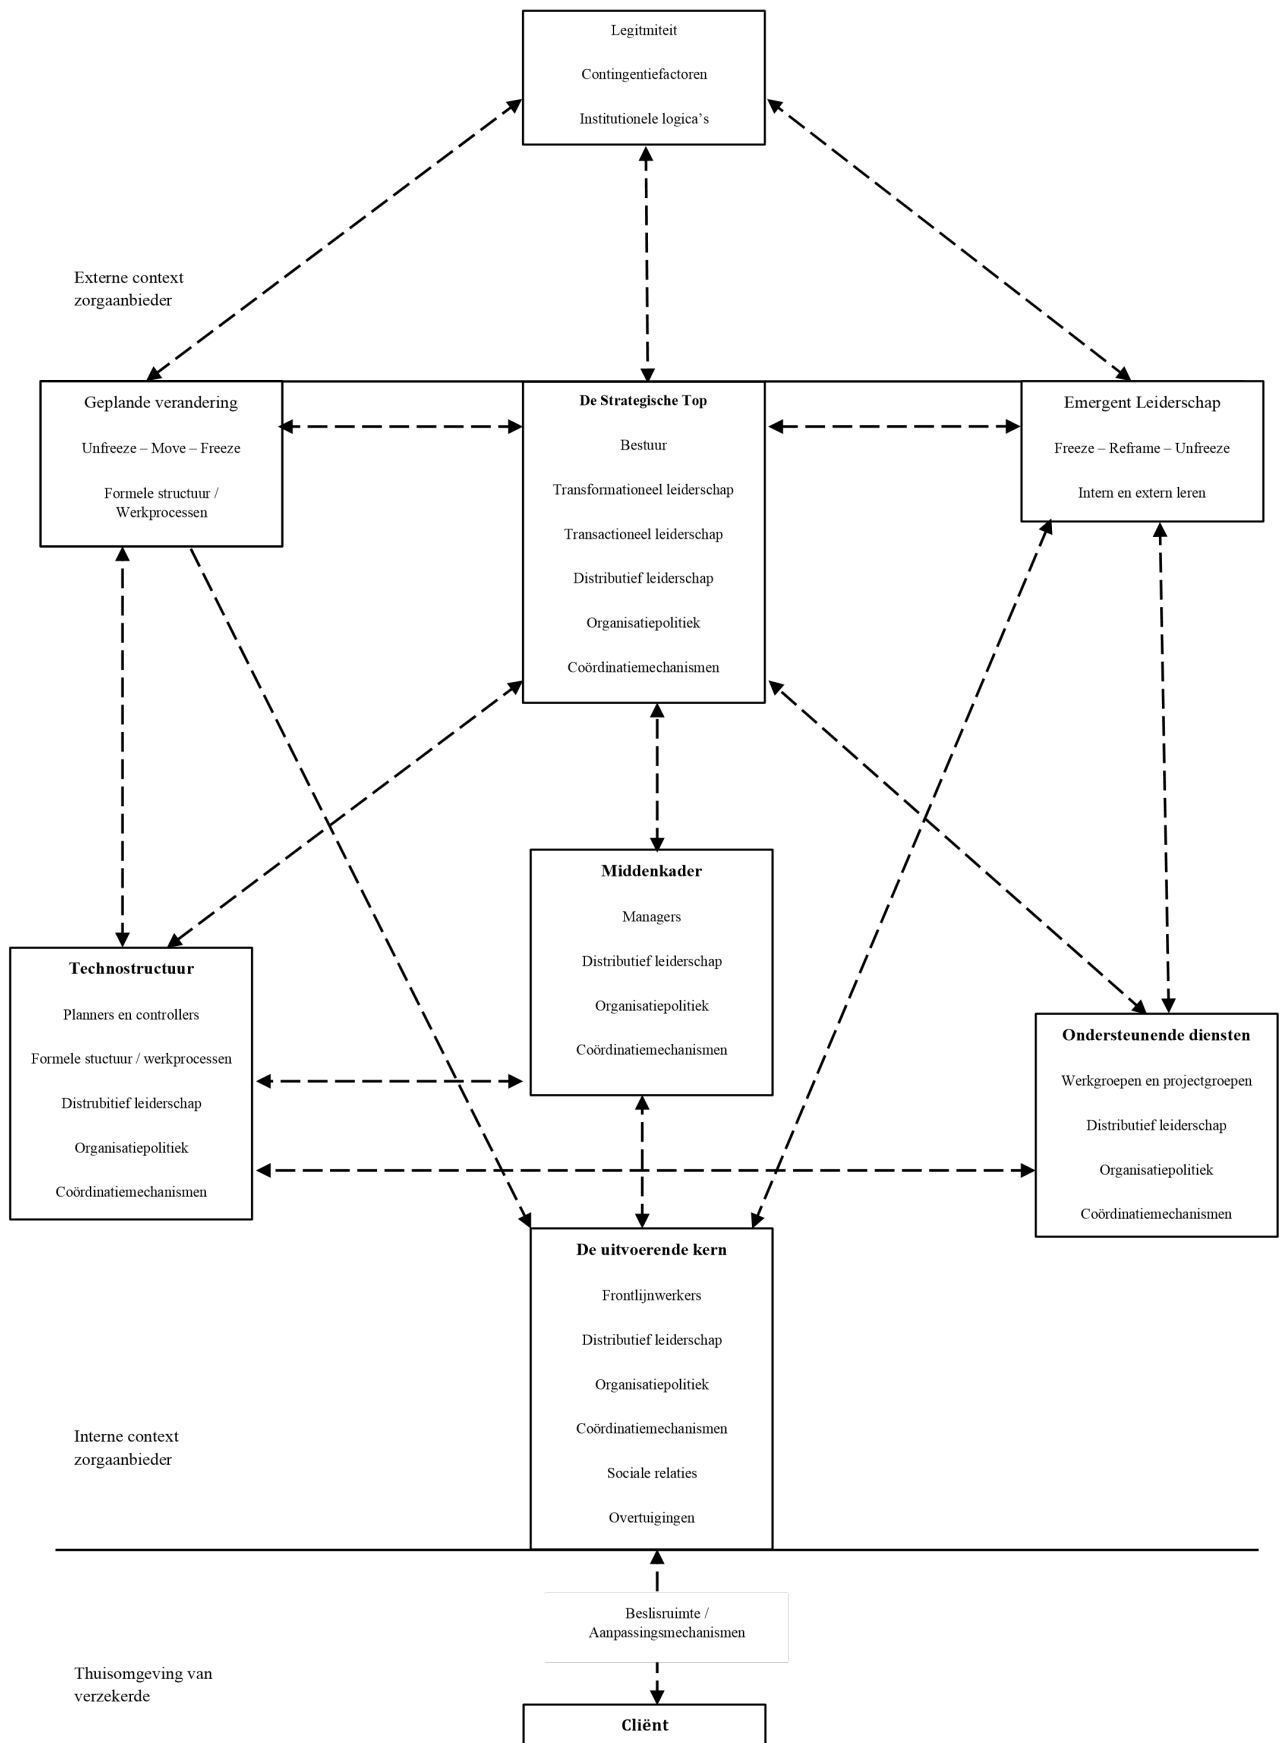 Legitmiteit
Contingentiefactoren
Institutionele logica’s
Externe context
zorgaanbieder
Geplande verandering
Unfreeze – Move – Freeze
Formele structuur /
Werkprocessen
De Strategische Top
Bestuur
Transformationeel leiderschap
Transactioneel leiderschap
Distributief leiderschap
Organisatiepolitiek
Coördinatiemechanismen
Emergent Leiderschap
Freeze – Reframe – Unfreeze
Intern en extern leren
Middenkader
Managers
Distributief leiderschap
Organisatiepolitiek
Coördinatiemechanismen
Technostructuur
Planners en controllers
Formele stuctuur / werkprocessen
Distrubitief leiderschap
Organisatiepolitiek
Coördinatiemechanismen
Ondersteunende diensten
Werkgroepen en projectgroepen
Distributief leiderschap
Organisatiepolitiek
Coördinatiemechanismen
De uitvoerende kern
Frontlijnwerkers
Distributief leiderschap
Organisatiepolitiek
Coördinatiemechanismen
Sociale relaties
Overtuigingen
Interne context
zorgaanbieder
Beslisruimte /
Aanpassingsmechanismen
Thuisomgeving van
verzekerde
Cliënt